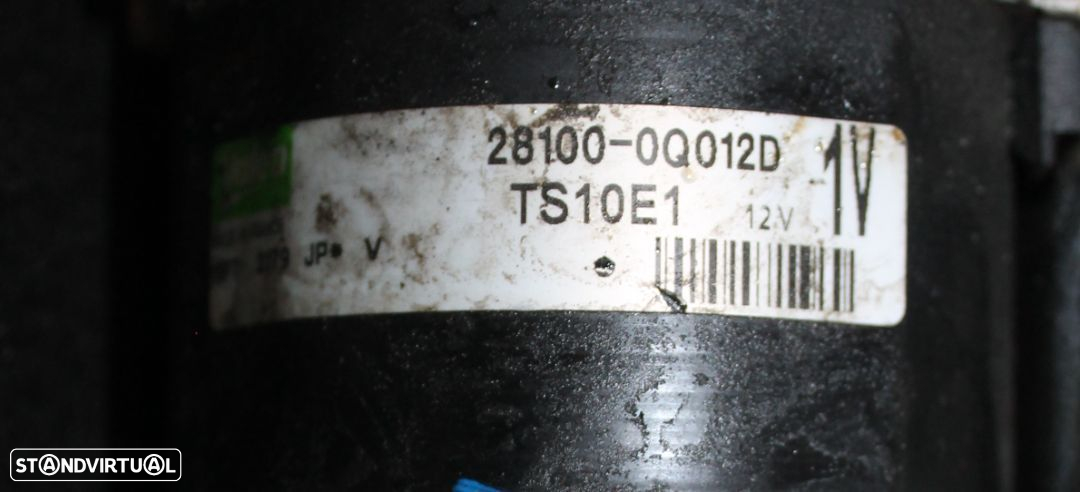 28100-0Q012D
1V
TS10E1
12V
JP• V
STANDVIRTUAL